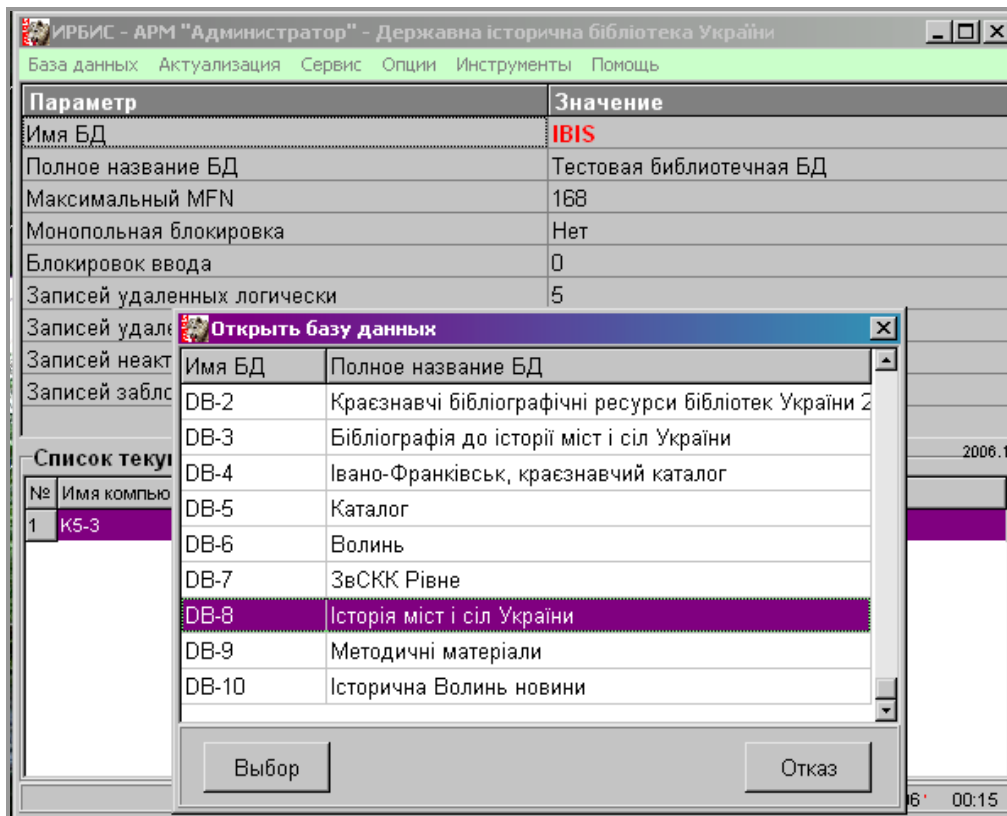 ИРБИС - АРМ "Администратор" - Державна історична бібліотека України
База данных Актуализация Сервис Опции Инструменты Помощь
Параметр Значение
Имя БД IBIS
Полное название БД Тестовая библиотечная БД
Максимальный MFN 168
Монопольная блокировка Нет
Блокировок ввода 0
Записей удаленных логически 5
Записей удале
Записей неакт
Записей забло
Открыть базу данных
Имя БД Полное название БД
DB-2 Краєзнавчі бібліографічні ресурси бібліотек України 2
DB-3 Бібліографія до історії міст і сіл України
DB-4 Івано-Франківськ, краєзнавчий каталог
DB-5 Каталог
DB-6 Волинь
DB-7 ЗвСКК Рівне
DB-8 Історія міст і сіл України
DB-9 Методичні матеріали
DB-10 Історична Волинь новини
Выбор Отказ
Список теку 2006.1
№ Имя компью
1 K5-3
00:15